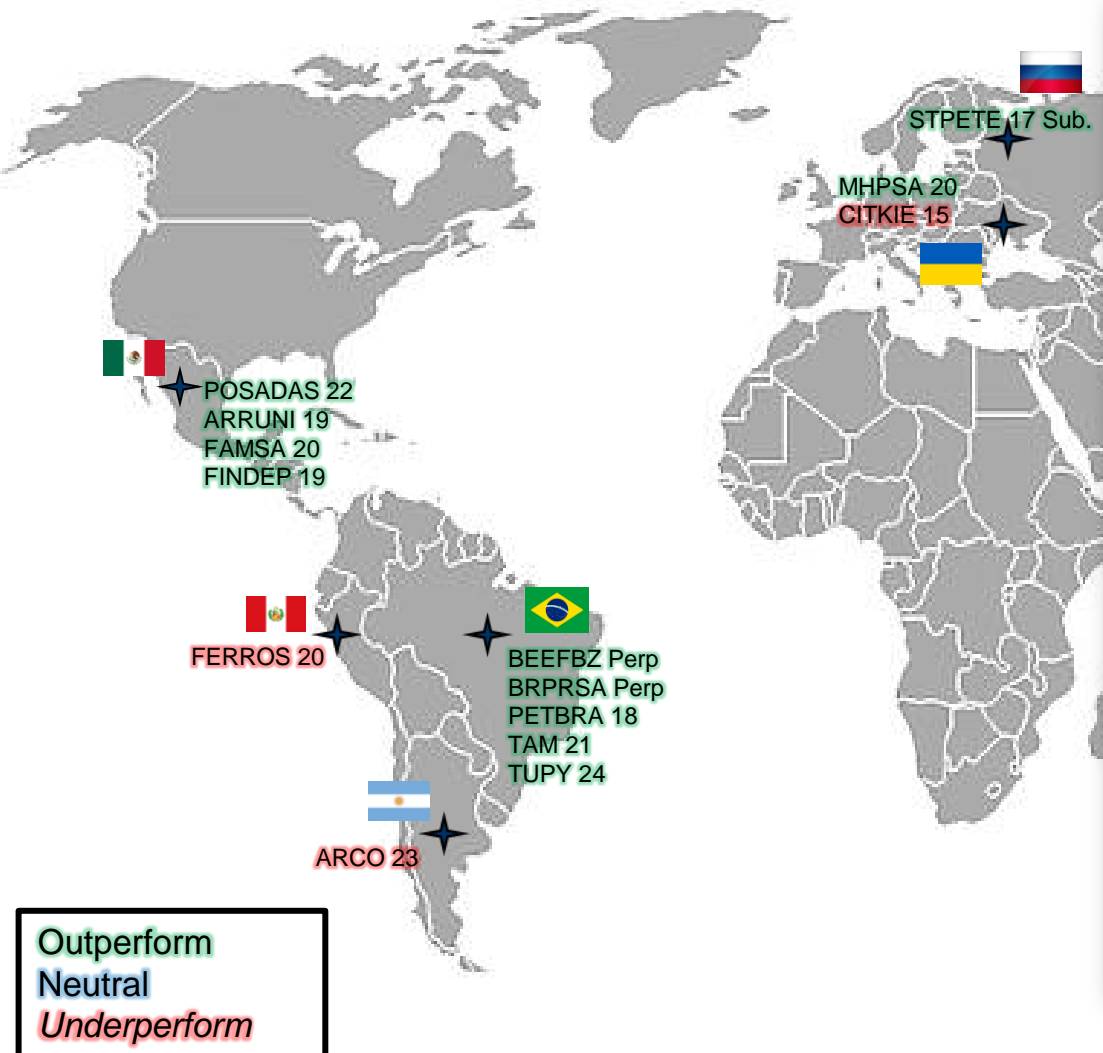 STPETE 17 Sub.
MHPSA 20
CITKIE 15
POSADAS 22
ARRUNI 19
FAMSA 20
FINDEP 19
FERROS 20
BEEFBZ Perp
BRPRSA Perp
PETBRA 18
TAM 21
TUPY 24
ARCO 23
Outperform
Neutral
Underperform